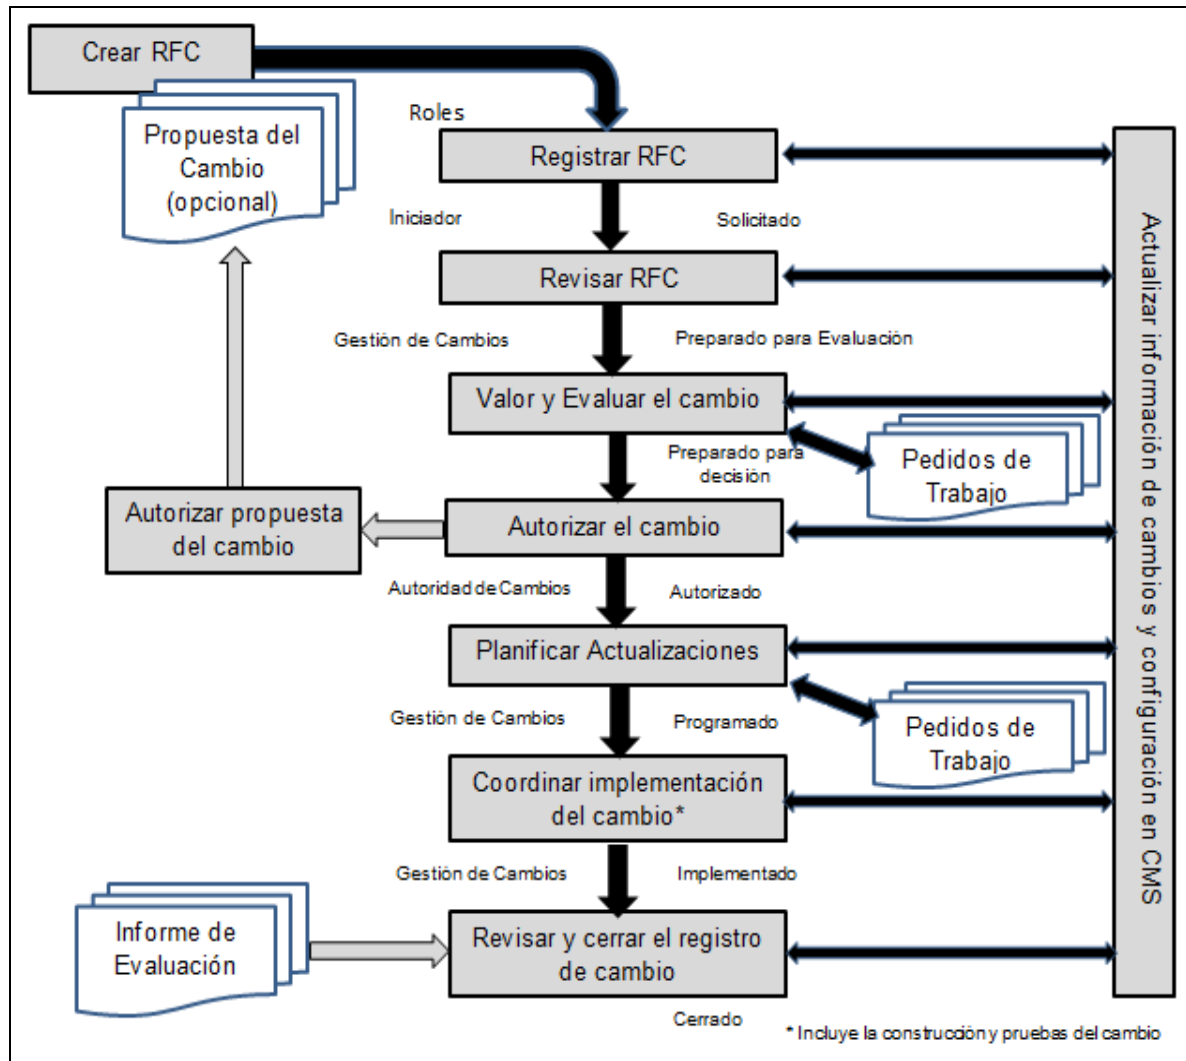 Crear RFC
Propuesta del
Cambio
(opcional)
Roles
Registrar RFC
Iniciador
Solicitado
Revisar RFC
Gestión de Cambios
Preparado para Evaluación
Valor y Evaluar el cambio
Preparado para
decisión
Pedidos de
Trabajo
Autorizar propuesta
del cambio
Autorizar el cambio
Autoridad de Cambios
Autorizado
Planificar Actualizaciones
Gestión de Cambios
Programado
Pedidos de
Trabajo
Coordinar implementación
del cambio*
Gestión de Cambios
Implementado
Informe de
Evaluación
Revisar y cerrar el registro
de cambio
Cerrado
* Incluye la construcción y pruebas del cambio
Actualizar información de cambios y configuración en CMS